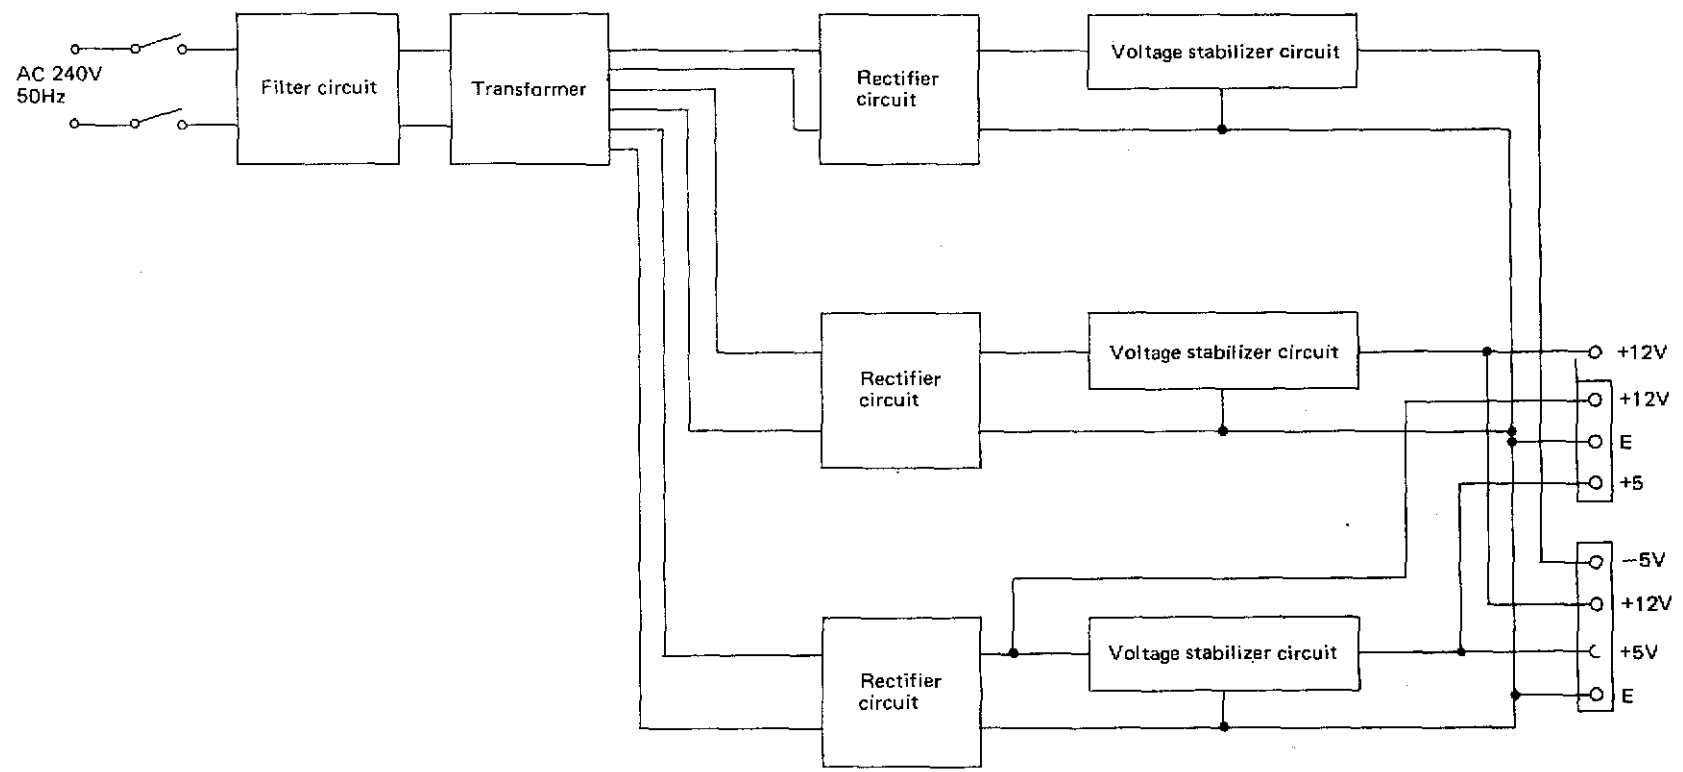 AC 240V
50Hz
Filter circuit
Transformer
Rectifier
circuit
Voltage stabilizer circuit
Rectifier
circuit
Voltage stabilizer circuit
+12V
+12V
E
+5
Rectifier
circuit
Voltage stabilizer circuit
−5V
+12V
+5V
E